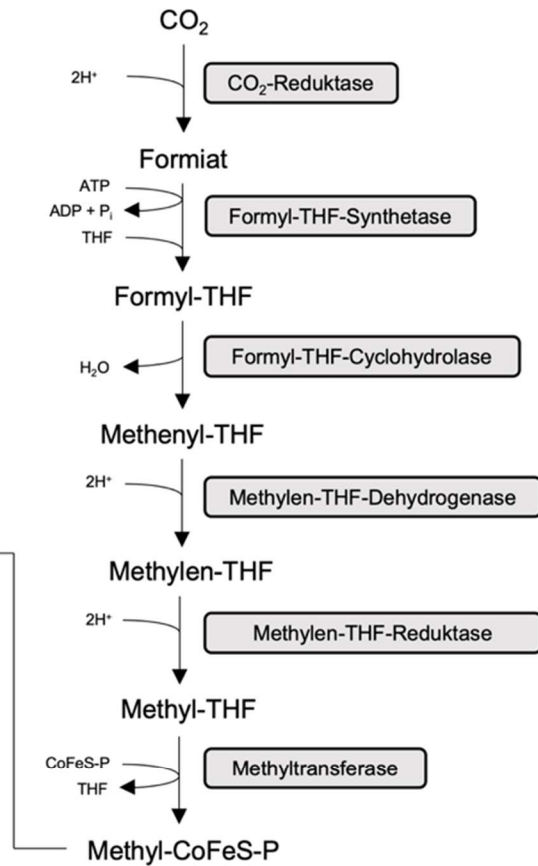 CO₂
2H⁺
CO₂-Reduktase
Formiat
ATP
ADP + Pᵢ
THF
Formyl-THF-Synthetase
Formyl-THF
H₂O
Formyl-THF-Cyclohydrolase
Methenyl-THF
2H⁺
Methylen-THF-Dehydrogenase
Methylen-THF
2H⁺
Methylen-THF-Reduktase
Methyl-THF
CoFeS-P
THF
Methyltransferase
Methyl-CoFeS-P